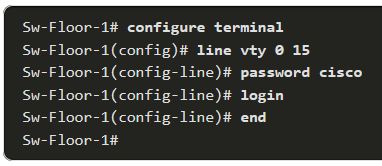 Sw-Floor-1# configure terminal
Sw-Floor-1(config)# line vty 0 15
Sw-Floor-1(config-line)# password cisco
Sw-Floor-1(config-line)# login
Sw-Floor-1(config-line)# end
Sw-Floor-1#